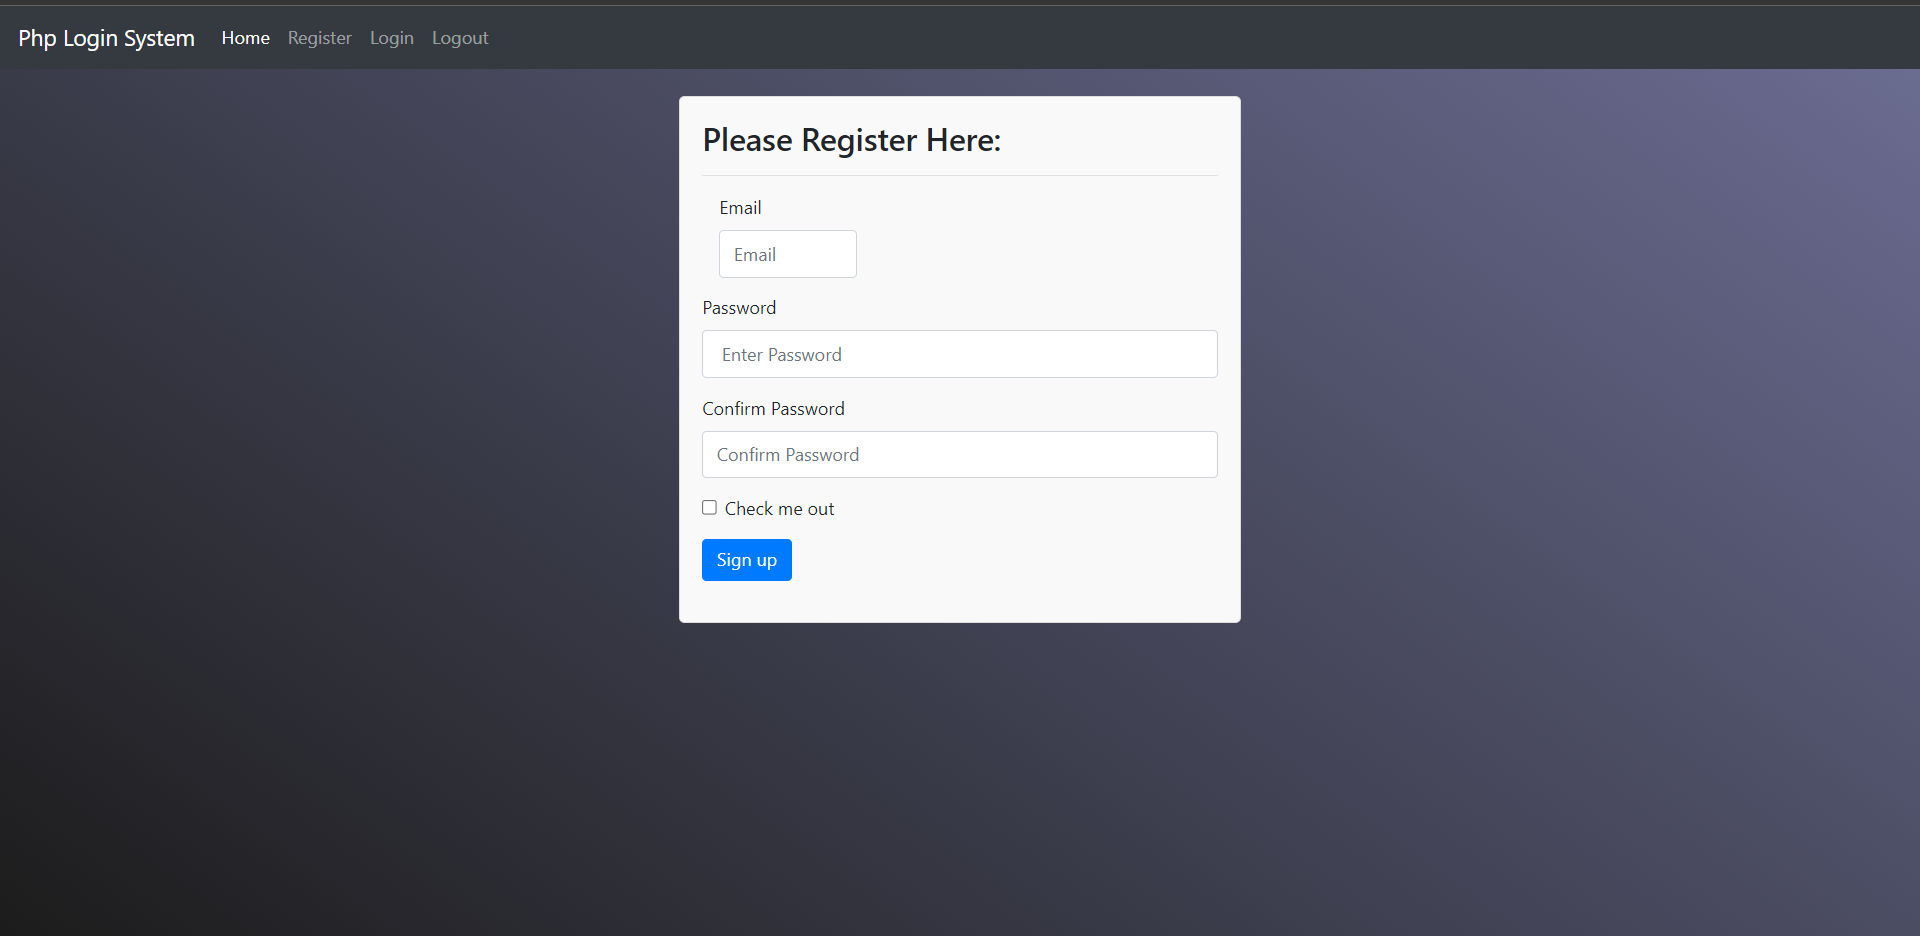 Php Login System Home Register Login Logout
Please Register Here:
Email
Email
Password
Enter Password
Confirm Password
Confirm Password
Check me out
Sign up